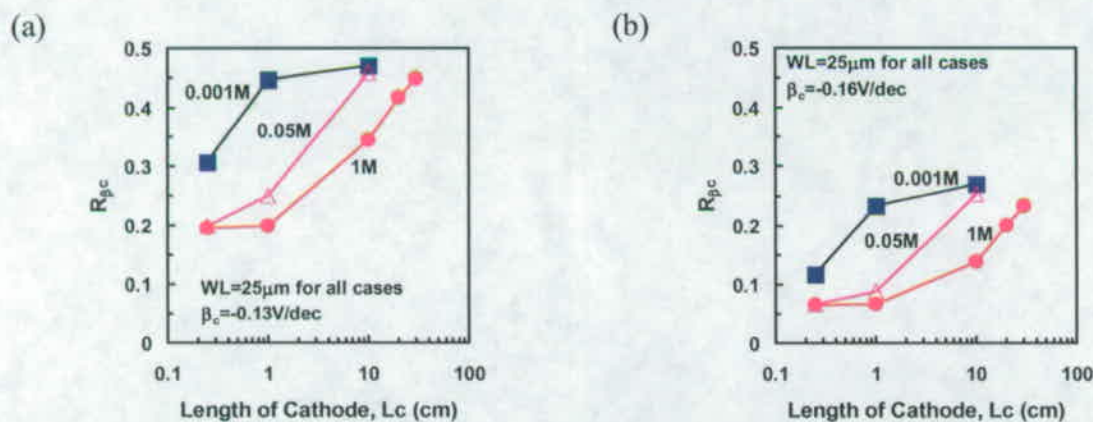 (a)
0.5
0.4
0.3
0.2
0.1
0
R βc
0.001M
0.05M
1M
WL=25μm for all cases
βc=-0.13V/dec
0.1 1 10 100
Length of Cathode, Lc (cm)
(b)
0.5
0.4
0.3
0.2
0.1
0
R βc
WL=25μm for all cases
βc=-0.16V/dec
0.001M
0.05M
1M
0.1 1 10 100
Length of Cathode, Lc (cm)